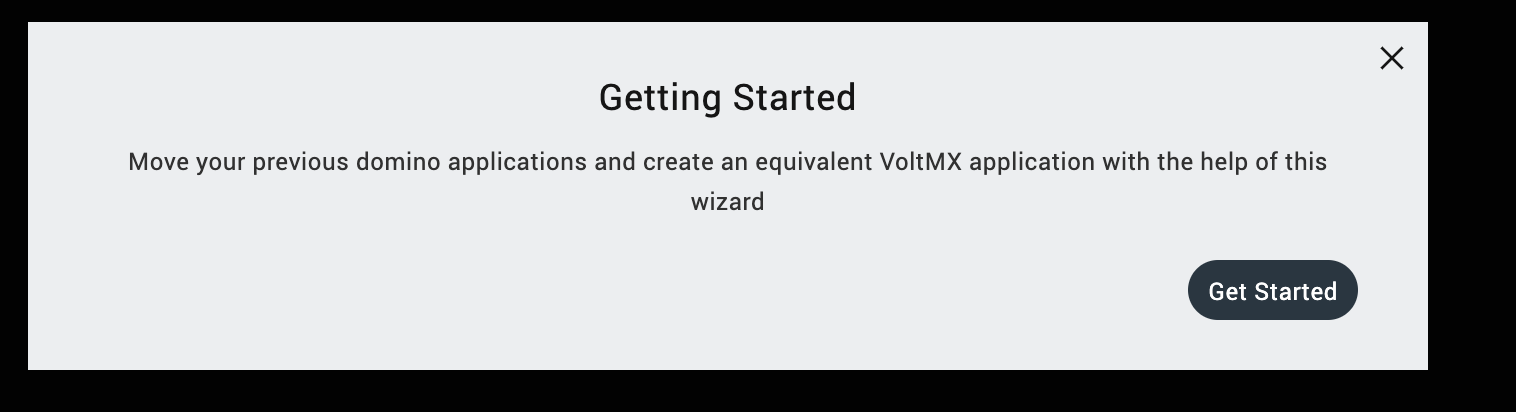 Getting Started
Move your previous domino applications and create an equivalent VoltMX application with the help of this
wizard
Get Started